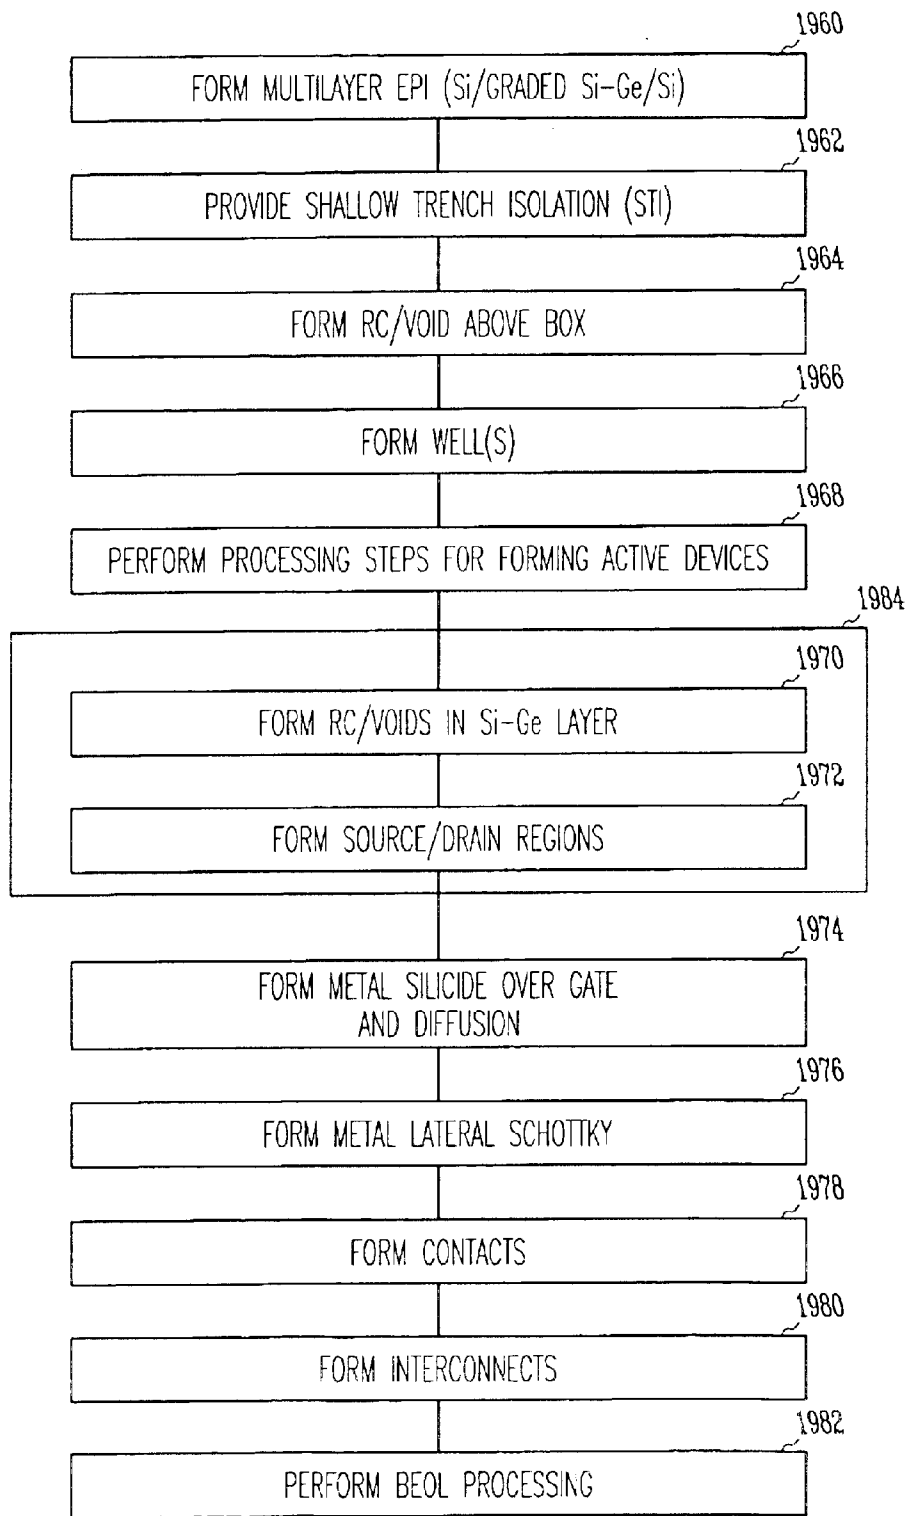 1960
FORM MULTILAYER EPI (Si/GRADED Si-Ge/Si)
1962
PROVIDE SHALLOW TRENCH ISOLATION (STI)
1964
FORM RC/VOID ABOVE BOX
1966
FORM WELL(S)
1968
PERFORM PROCESSING STEPS FOR FORMING ACTIVE DEVICES
1984
1970
FORM RC/VOIDS IN Si-Ge LAYER
1972
FORM SOURCE/DRAIN REGIONS
1974
FORM METAL SILICIDE OVER GATE
AND DIFFUSION
1976
FORM METAL LATERAL SCHOTTKY
1978
FORM CONTACTS
1980
FORM INTERCONNECTS
1982
PERFORM BEOL PROCESSING